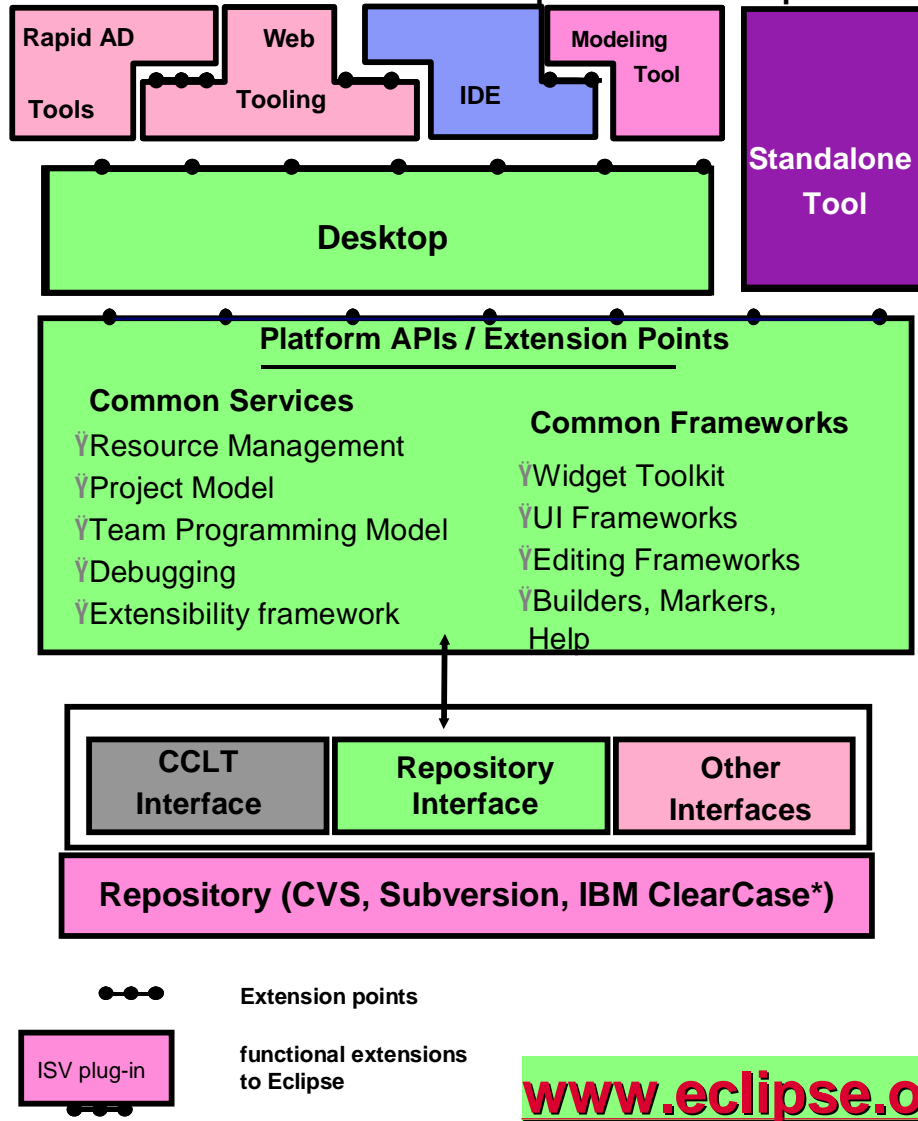 Rapid AD
Tools
Web
Tooling
IDE
Modeling
Tool
Standalone
Tool
Desktop
Platform APIs / Extension Points
Common Services
ŸResource Management
ŸProject Model
ŸTeam Programming Model
ŸDebugging
ŸExtensibility framework
Common Frameworks
ŸWidget Toolkit
ŸUI Frameworks
ŸEditing Frameworks
ŸBuilders, Markers,
Help
CCLT
Interface
Repository
Interface
Other
Interfaces
Repository (CVS, Subversion, IBM ClearCase*)
Extension points
ISV plug-in
functional extensions
to Eclipse
www.eclipse.o